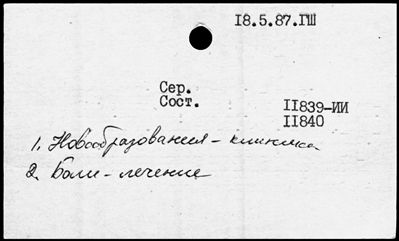 18.5.87.ГШ
Сер.
Сост.
11839-ИИ
11840
1. Новообразования - клиника
2. Боли - лечение